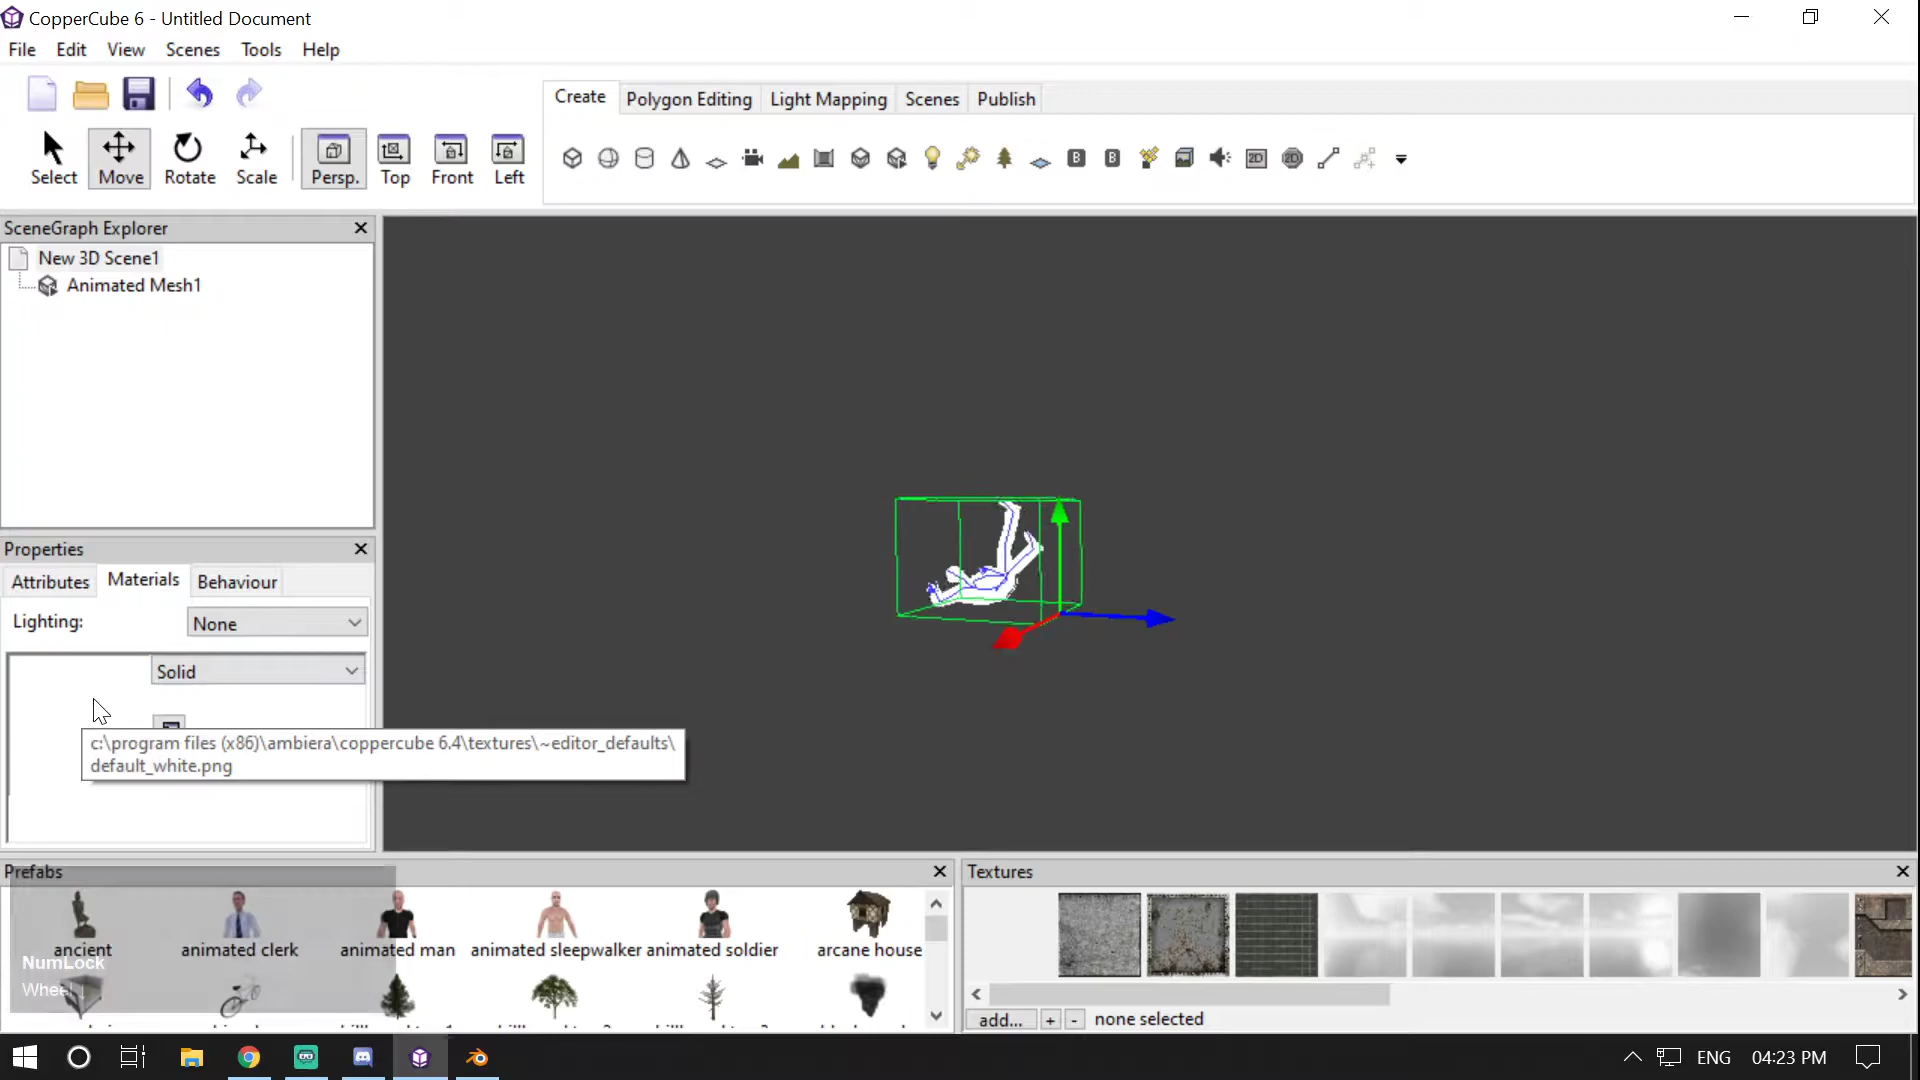 CopperCube 6 - Untitled Document
File Edit View Scenes Tools Help
Create Polygon Editing Light Mapping Scenes Publish
Select Move Rotate Scale Persp. Top Front Left
B B 2D 2D
SceneGraph Explorer
New 3D Scene1
Animated Mesh1
Properties
Attributes Materials Behaviour
Lighting: None
Solid
c:\program files (x86)\ambiera\coppercube 6.4\textures\~editor_defaults\
default_white.png
Prefabs
ancient animated clerk animated man animated sleepwalker animated soldier arcane house
NumLock
Wheel
Textures
add... + - none selected
ENG 04:23 PM